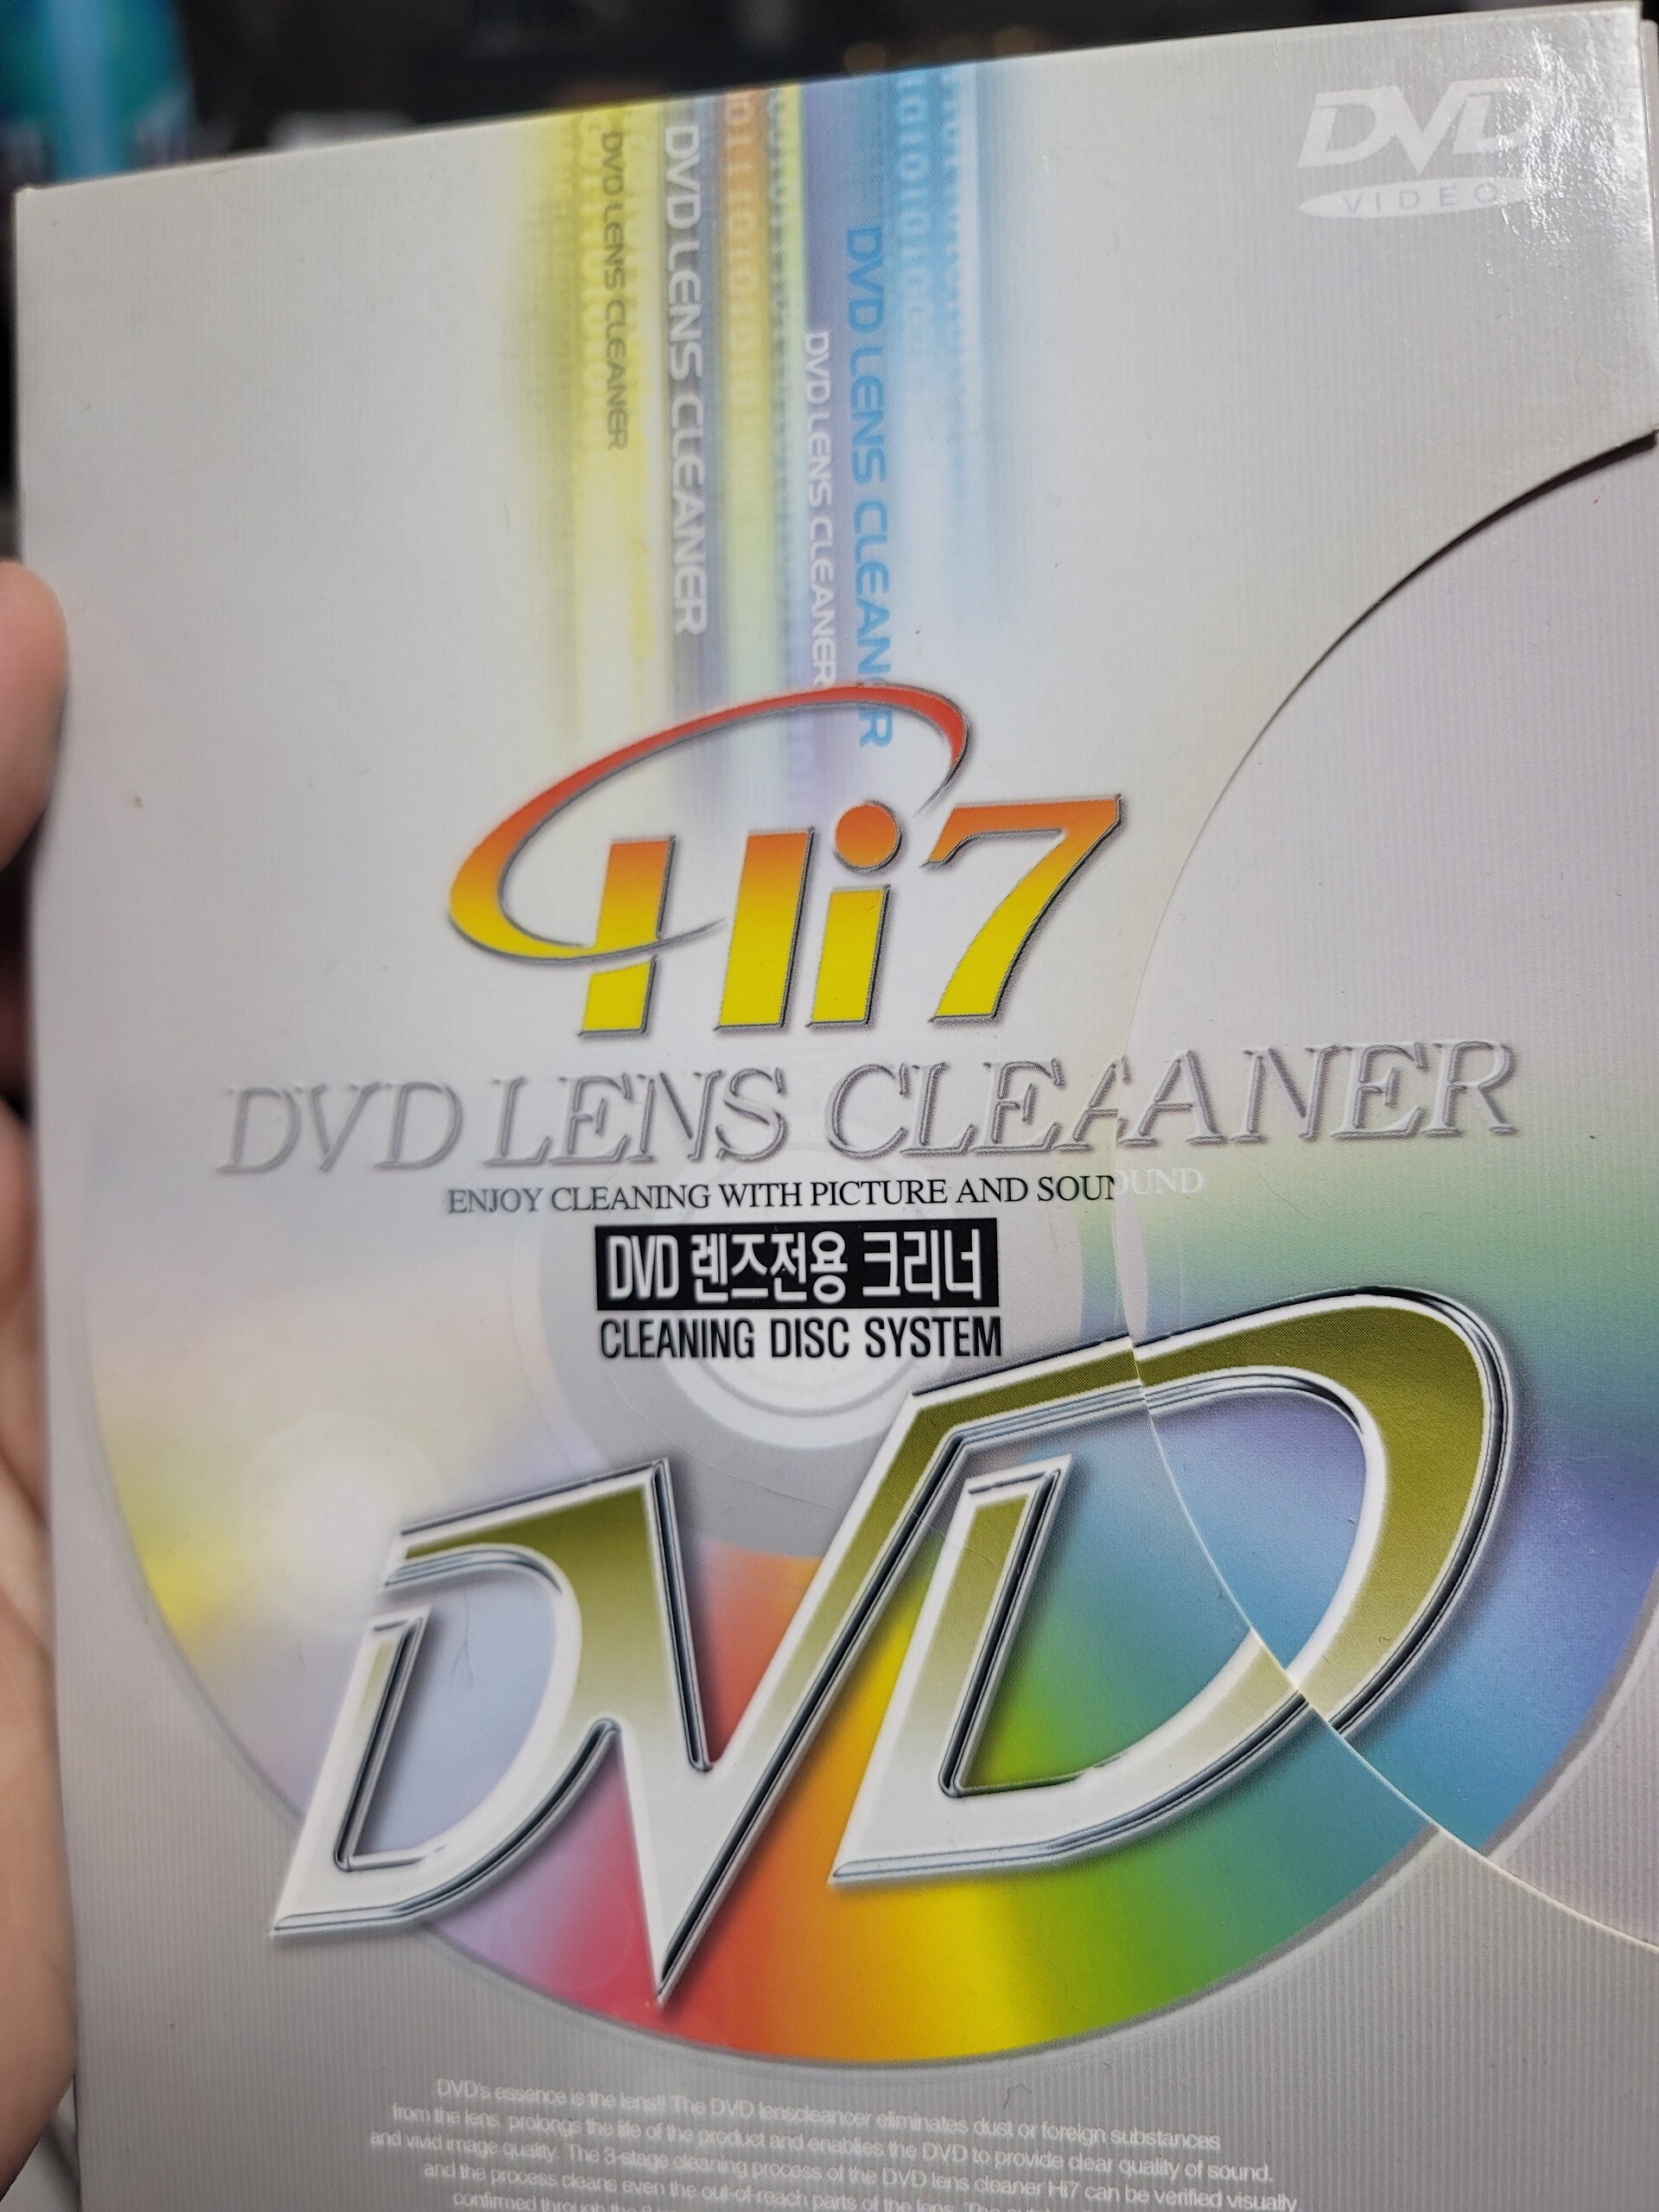 DVD
VIDEO
DVD LENS CLEANER
DVD LENS CLEANER
DVD LENS CLEANER
DVD LENS CLEANER
Hi7
DVD LENS CLEAANER
ENJOY CLEANING WITH PICTURE AND SOUNOUND
DVD 렌즈전용 크리너
CLEANING DISC SYSTEM
DVD
DVD's essence is the lens!! The DVD lenscleancer eliminates dust or foreign substances
from the lens, prolongs the life of the product and enables the DVD to provide clear quality of sound.
and vivid image quality. The 3-stage cleaning process of the DVD lens cleaner Hi7 can be verified visually.
and the process cleans even the out-of-reach parts of the lens. The
confirmed through the